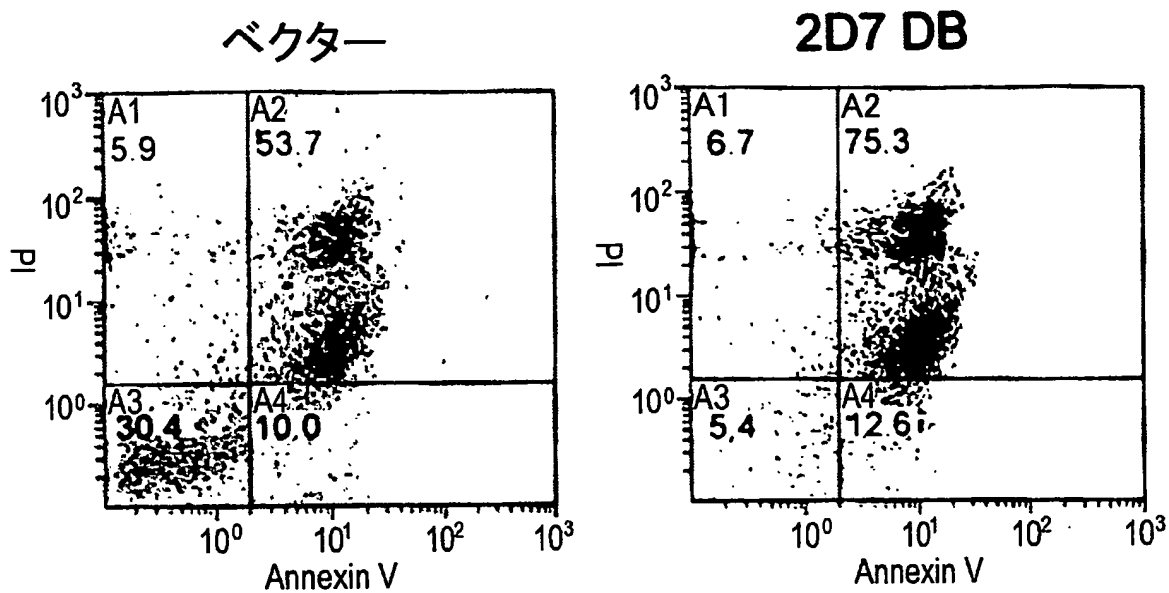 ベクター
2D7 DB
10³
A1
5.9
A2
53.7
10²
PI
10¹
10⁰
A3
30.4
A4
10.0
10⁰
10¹
10²
10³
Annexin V
10³
A1
6.7
A2
75.3
10²
PI
10¹
10⁰
A3
5.4
A4
12.6
10⁰
10¹
10²
10³
Annexin V